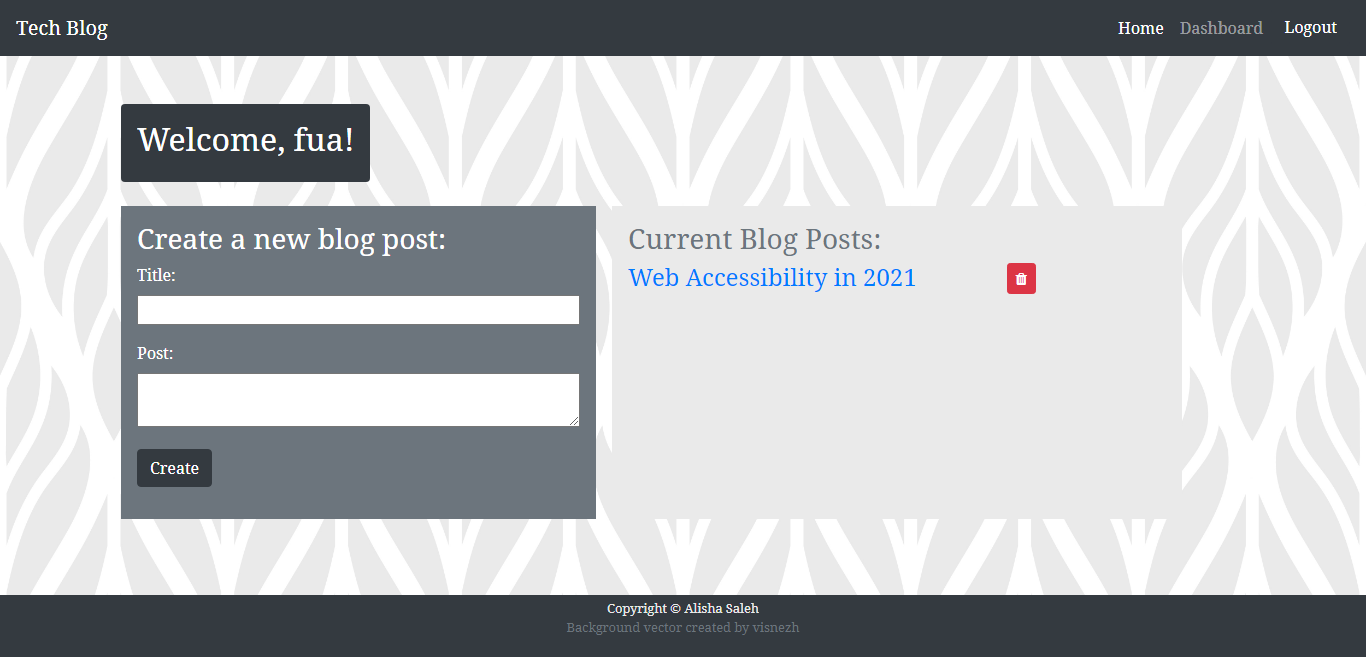 Tech Blog
Home Dashboard Logout
Welcome, fua!
Create a new blog post:
Title:
Post:
Create
Current Blog Posts:
Web Accessibility in 2021
Copyright © Alisha Saleh
Background vector created by visnezh